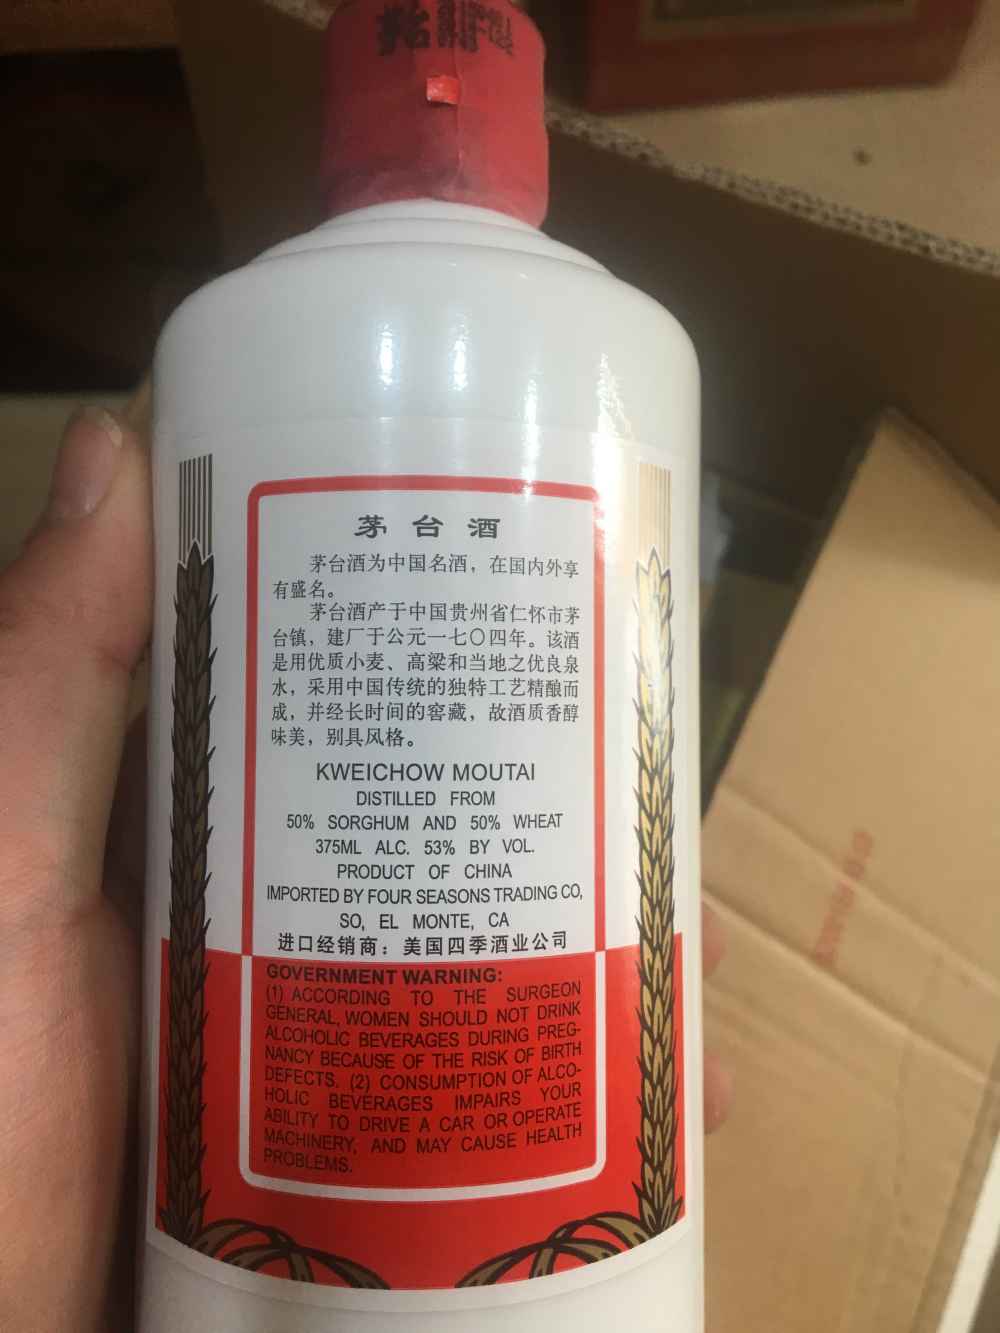 茅台酒
茅台酒为中国名酒，在国内外享
有盛名。
茅台酒产于中国贵州省仁怀市茅
台镇，建厂于公元一七〇四年。该酒
是用优质小麦、高粱和当地之优良泉
水，采用中国传统的独特工艺精酿而
成，并经长时间的窖藏，故酒质香醇
味美，别具风格。
KWEICHOW MOUTAI
DISTILLED FROM
50% SORGHUM AND 50% WHEAT
375ML ALC. 53% BY VOL.
PRODUCT OF CHINA
IMPORTED BY FOUR SEASONS TRADING CO,
SO, EL MONTE, CA
进口经销商：美国四季酒业公司
GOVERNMENT WARNING:
(1) ACCORDING TO THE SURGEON
GENERAL, WOMEN SHOULD NOT DRINK
ALCOHOLIC BEVERAGES DURING PREG-
NANCY BECAUSE OF THE RISK OF BIRTH
DEFECTS. (2) CONSUMPTION OF ALCO-
HOLIC BEVERAGES IMPAIRS YOUR
ABILITY TO DRIVE A CAR OR OPERATE
MACHINERY, AND MAY CAUSE HEALTH
PROBLEMS.